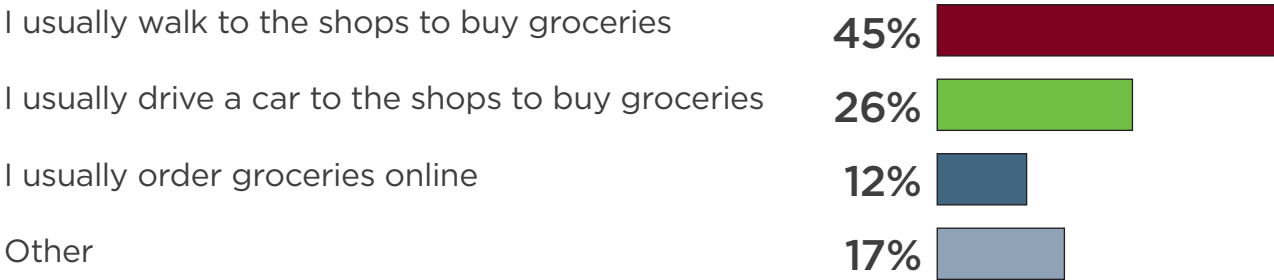 I usually walk to the shops to buy groceries 45%
I usually drive a car to the shops to buy groceries 26%
I usually order groceries online 12%
Other 17%